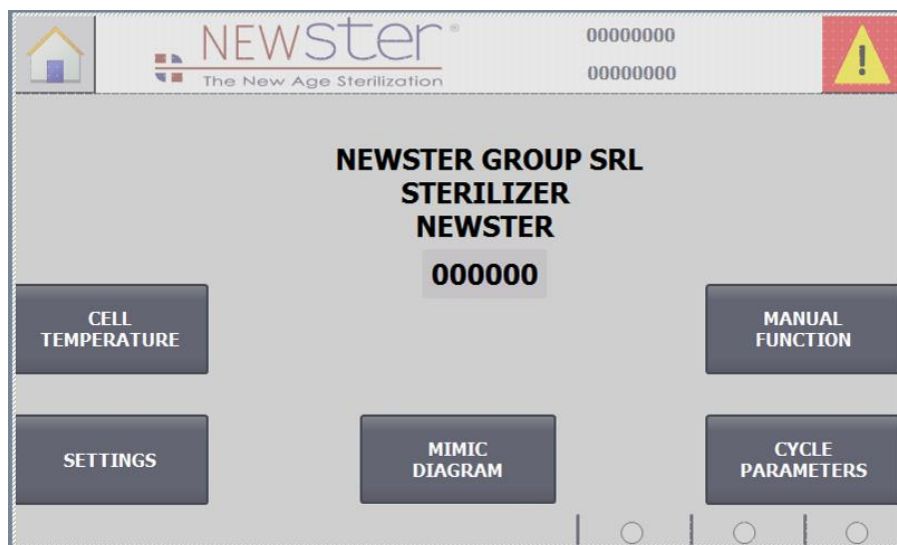 NEWSter®
The New Age Sterilization
00000000
00000000
!
NEWSTER GROUP SRL
STERILIZER
NEWSTER
000000
CELL
TEMPERATURE
MANUAL
FUNCTION
SETTINGS
MIMIC
DIAGRAM
CYCLE
PARAMETERS